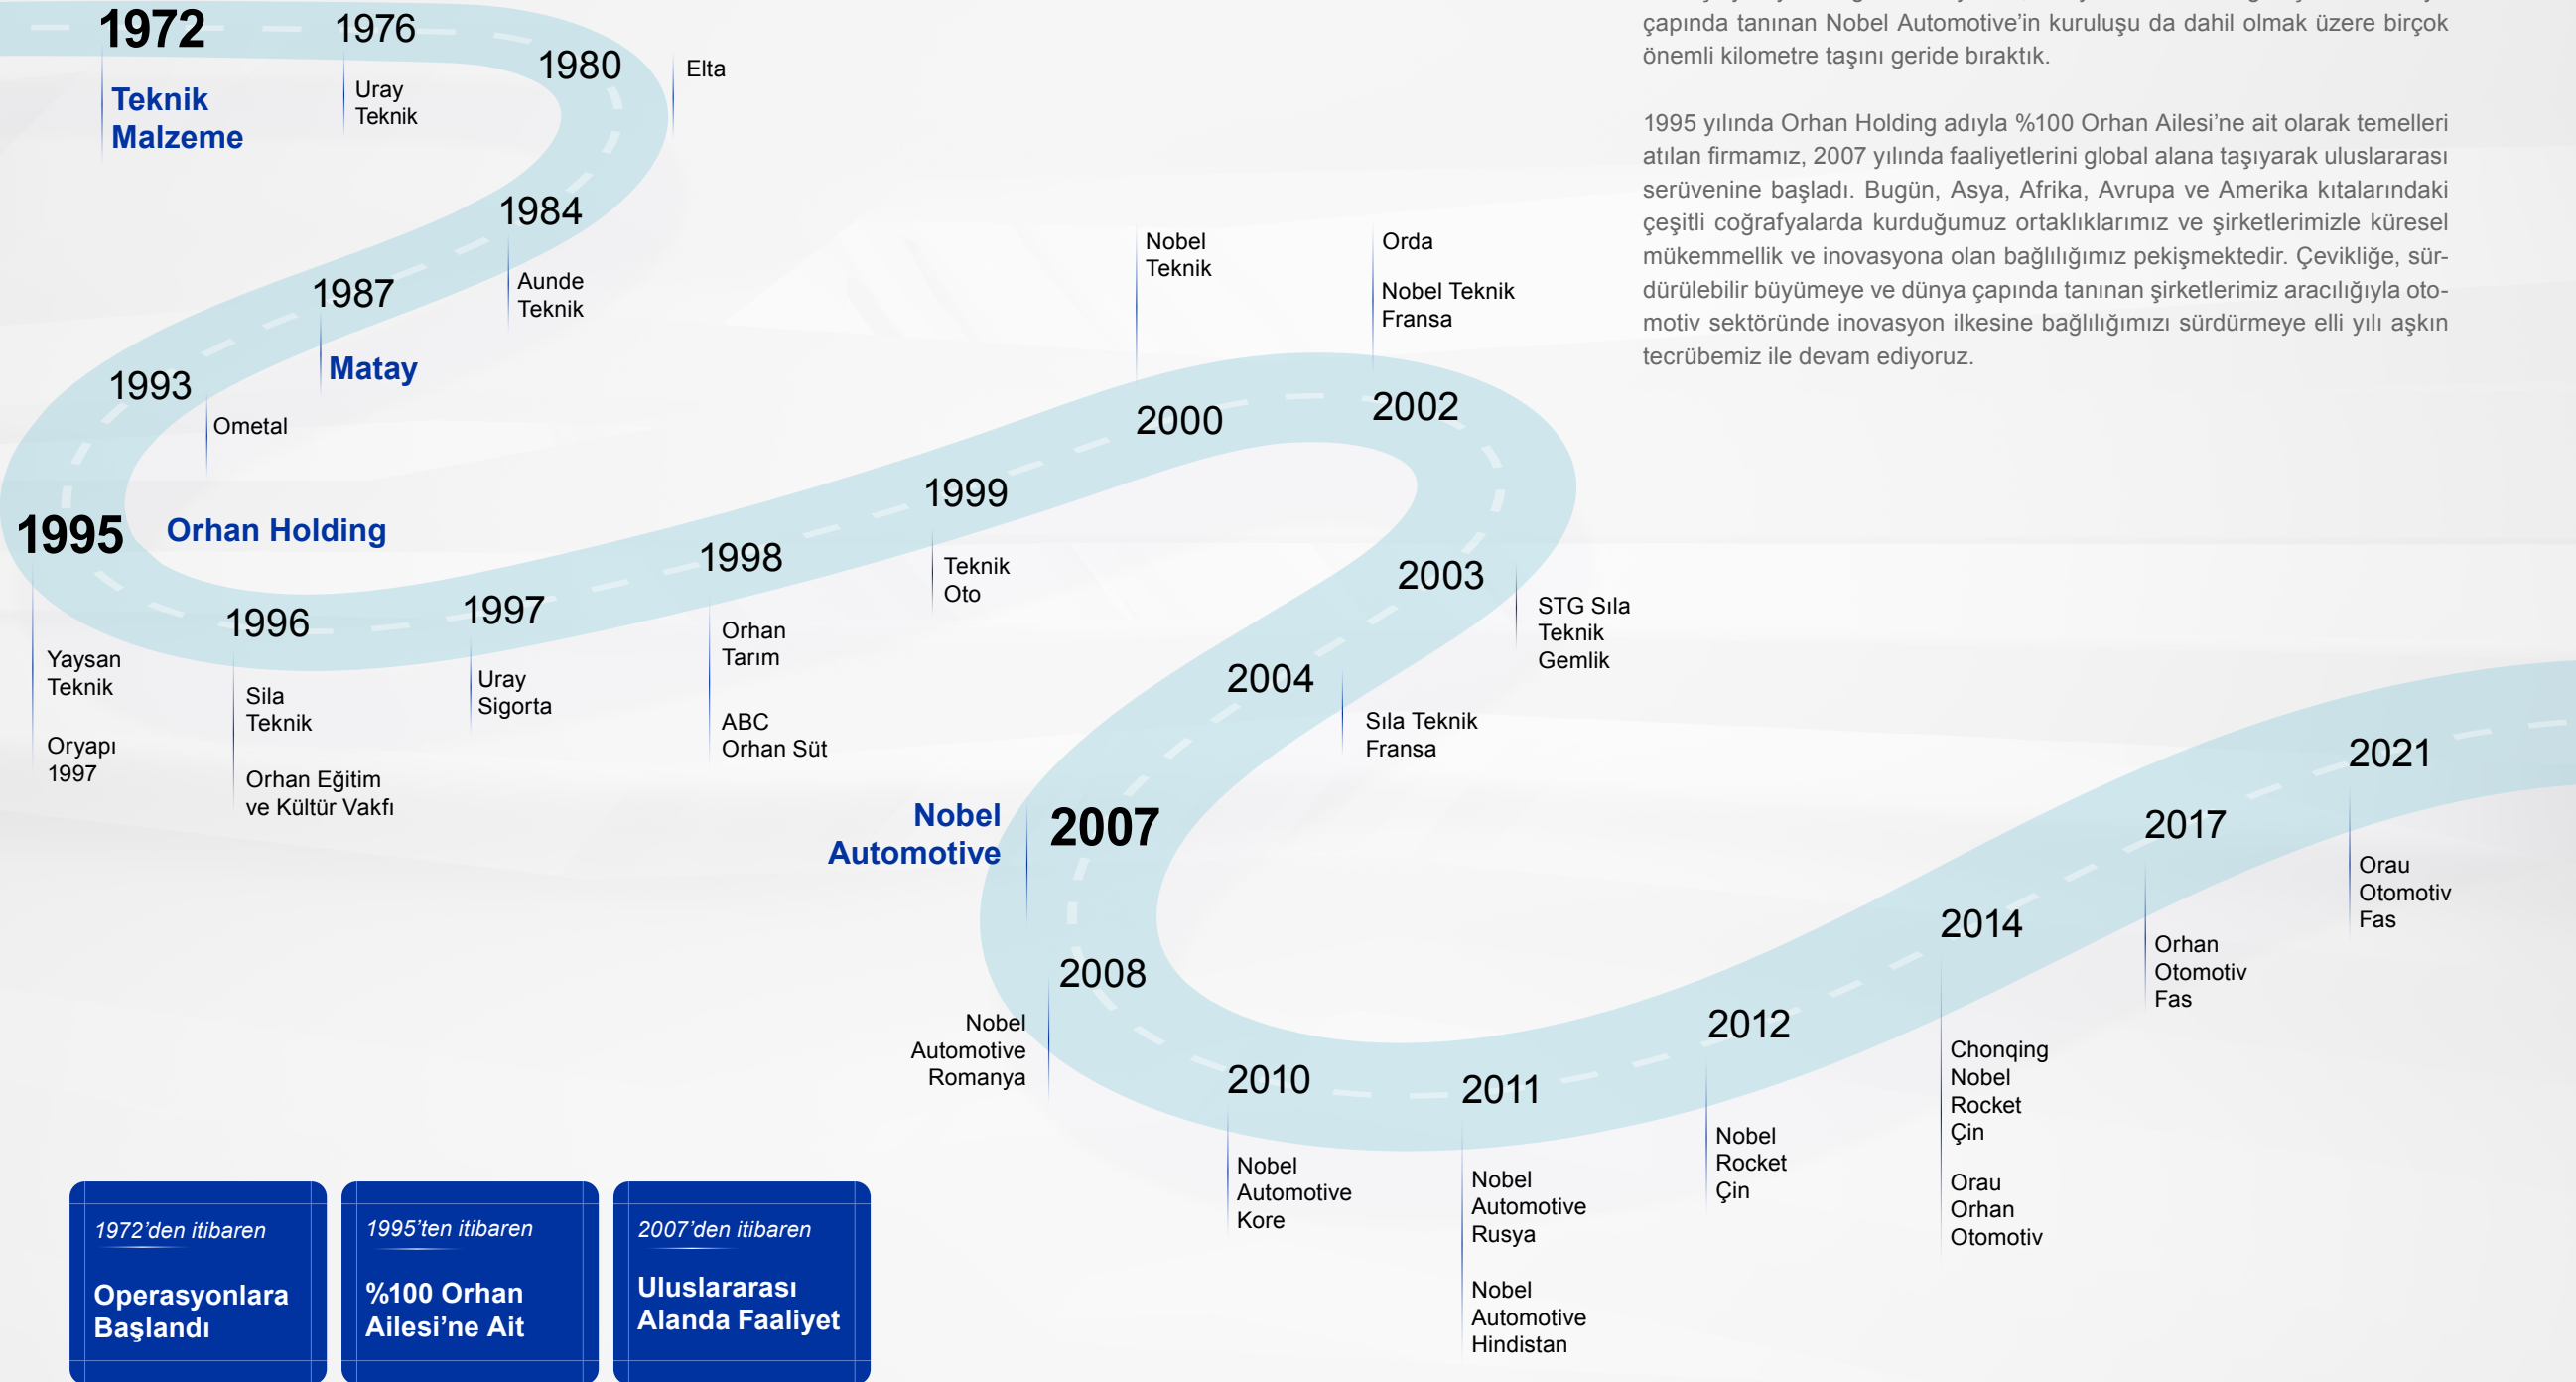 1972
Teknik
Malzeme
1976
Uray
Teknik
1980
Elta
1984
Aunde
Teknik
1987
Matay
1993
Ometal
1995
Orhan Holding
Yaysan
Teknik
Oryapı
1997
1996
Sila
Teknik
Orhan Eğitim
ve Kültür Vakfı
1997
Uray
Sigorta
1998
Orhan
Tarım
ABC
Orhan Süt
1999
Teknik
Oto
2000
Nobel
Teknik
2002
Orda
Nobel Teknik
Fransa
2003
STG Sıla
Teknik
Gemlik
2004
Sıla Teknik
Fransa
2007
Nobel
Automotive
2008
Nobel
Automotive
Romanya
2010
Nobel
Automotive
Kore
2011
Nobel
Automotive
Rusya
Nobel
Automotive
Hindistan
2012
Nobel
Rocket
Çin
2014
Chonqing
Nobel
Rocket
Çin
Orau
Orhan
Otomotiv
2017
Orhan
Otomotiv
Fas
2021
Orau
Otomotiv
Fas
çapında tanınan Nobel Automotive’in kuruluşu da dahil olmak üzere birçok
önemli kilometre taşını geride bıraktık.
1995 yılında Orhan Holding adıyla %100 Orhan Ailesi’ne ait olarak temelleri
atılan firmamız, 2007 yılında faaliyetlerini global alana taşıyarak uluslararası
serüvenine başladı. Bugün, Asya, Afrika, Avrupa ve Amerika kıtalarındaki
çeşitli coğrafyalarda kurduğumuz ortaklıklarımız ve şirketlerimizle küresel
mükemmellik ve inovasyona olan bağlılığımız pekişmektedir. Çevikliğe, sür-
dürülebilir büyümeye ve dünya çapında tanınan şirketlerimiz aracılığıyla oto-
motiv sektöründe inovasyon ilkesine bağlılığımızı sürdürmeye elli yılı aşkın
tecrübemiz ile devam ediyoruz.
1972’den itibaren
Operasyonlara
Başlandı
1995’ten itibaren
%100 Orhan
Ailesi’ne Ait
2007’den itibaren
Uluslararası
Alanda Faaliyet